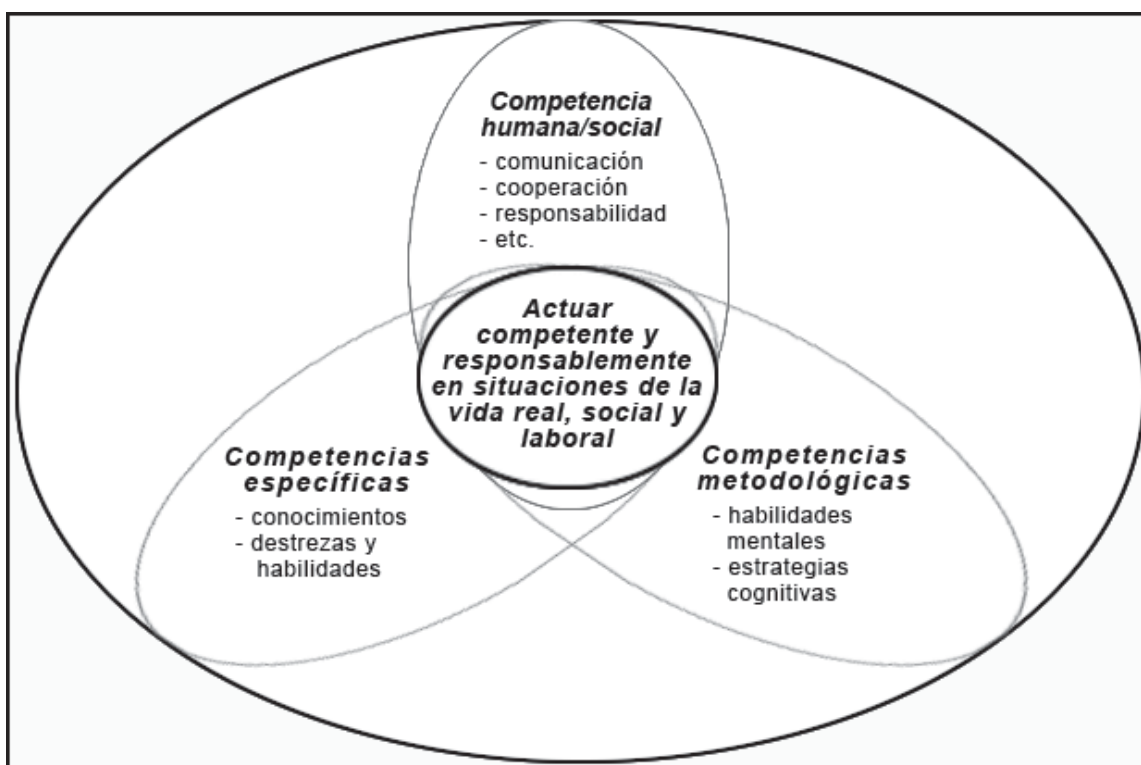 Competencia
humana/social
- comunicación
- cooperación
- responsabilidad
- etc.
Actuar
competente y
responsablemente
en situaciones de la
vida real, social y
laboral
Competencias
específicas
- conocimientos
- destrezas y
habilidades
Competencias
metodológicas
- habilidades
mentales
- estrategias
cognitivas